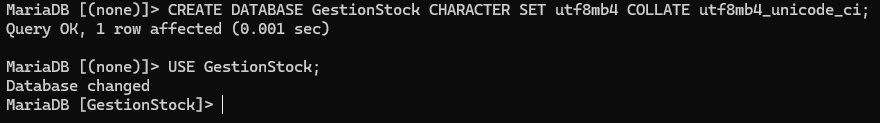 MariaDB [(none)]> CREATE DATABASE GestionStock CHARACTER SET utf8mb4 COLLATE utf8mb4_unicode_ci;
Query OK, 1 row affected (0.001 sec)

MariaDB [(none)]> USE GestionStock;
Database changed
MariaDB [GestionStock]>